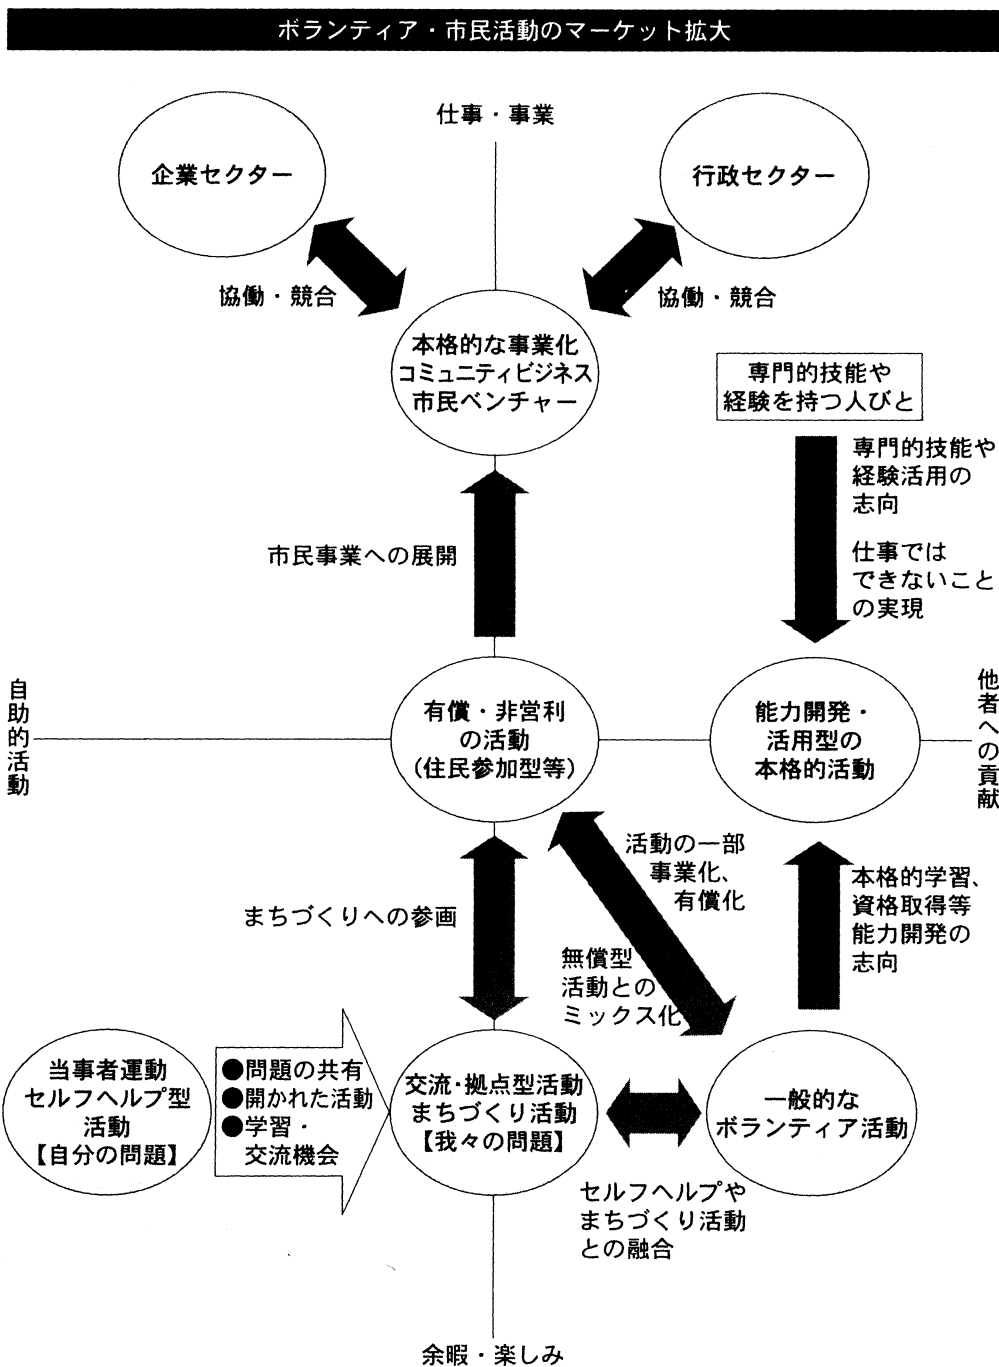 ボランティア・市民活動のマーケット拡大
仕事・事業
企業セクター
行政セクター
協働・競合
協働・競合
本格的な事業化
コミュニティビジネス
市民ベンチャー
専門的技能や
経験を持つ人びと
専門的技能や
経験活用の
志向
仕事では
できないこと
の実現
市民事業への展開
自助的活動
有償・非営利
の活動
(住民参加型等)
能力開発・
活用型の
本格的活動
他者への貢献
活動の一部
事業化、
有償化
まちづくりへの参画
本格的学習、
資格取得等
能力開発の
志向
無償型
活動との
ミックス化
当事者運動
セルフヘルプ型
活動
【自分の問題】
●問題の共有
●開かれた活動
●学習・
交流機会
交流・拠点型活動
まちづくり活動
【我々の問題】
一般的な
ボランティア活動
セルフヘルプや
まちづくり活動
との融合
余暇・楽しみ